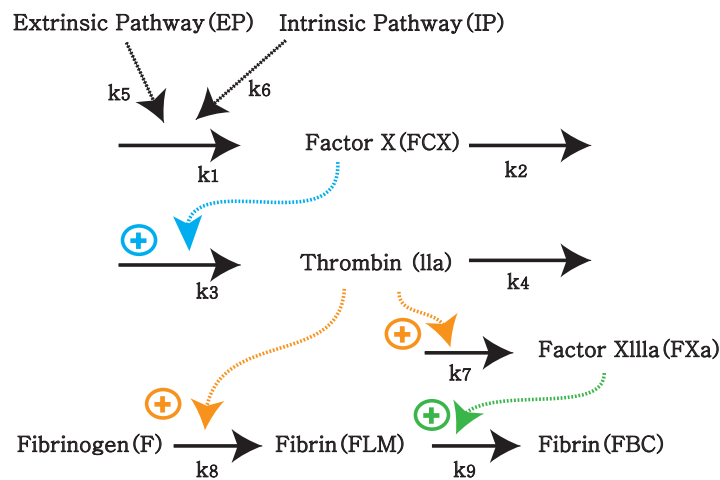 Extrinsic Pathway(EP) Intrinsic Pathway(IP)
k5 k6
Factor X(FCX)
k1 k2
+
Thrombin (lla)
k3 k4
+
Factor Xllla(FXa)
k7
+ +
Fibrinogen(F) Fibrin(FLM) Fibrin(FBC)
k8 k9